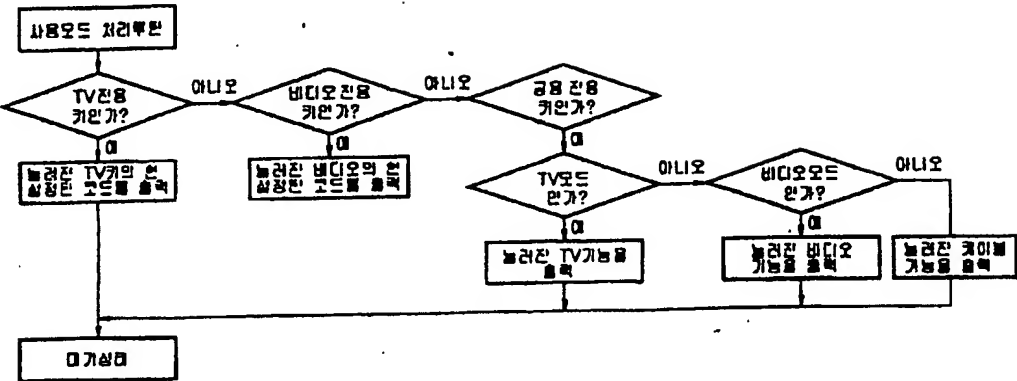 사용모드 처리루틴
TV전용
키인가?
아니오
비디오전용
키인가?
아니오
공용 전용
키인가?
예
예
예
눌러진 TV키의 현
설정된 코드를 출력
눌러진 비디오의 현
설정된 코드를 출력
TV모드
인가?
아니오
비디오모드
인가?
아니오
예
예
눌러진 TV기능을
출력
눌러진 비디오
기능을 출력
눌러진 케이블
기능을 출력
대기상태